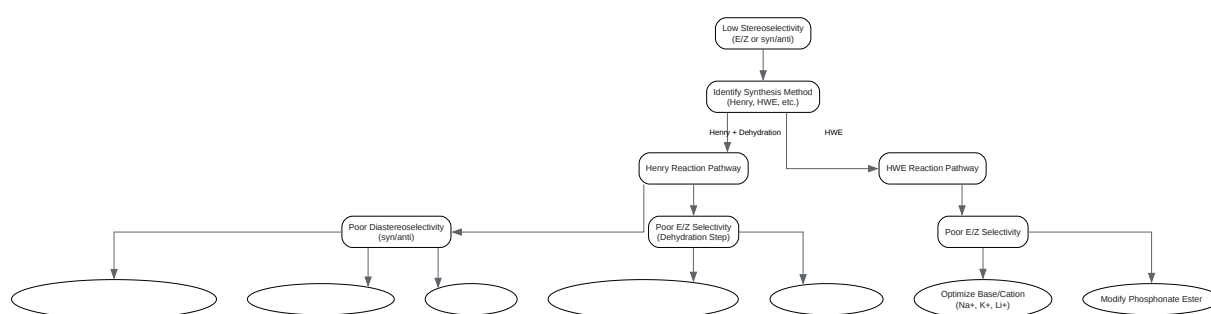 Low Stereoselectivity
(E/Z or syn/anti)
Identify Synthesis Method
(Henry, HWE, etc.)
Henry + Dehydration
HWE
Henry Reaction Pathway
HWE Reaction Pathway
Poor Diastereoselectivity
(syn/anti)
Poor E/Z Selectivity
(Dehydration Step)
Poor E/Z Selectivity
Optimize Base/Cation
(Na+, K+, Li+)
Modify Phosphonate Ester